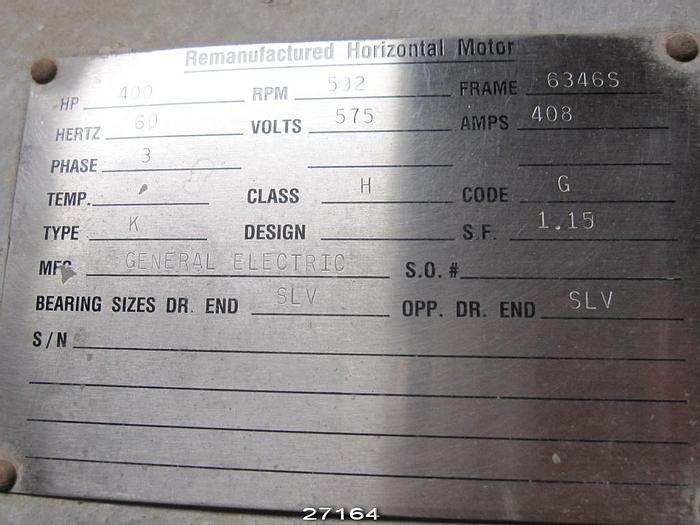 Remanufactured Horizontal Motor
HP 400 RPM 592 FRAME 6346S
HERTZ 60 VOLTS 575 AMPS 408
PHASE 3
TEMP. CLASS H CODE G
TYPE K DESIGN S.F. 1.15
MFG GENERAL ELECTRIC S.O.#
BEARING SIZES DR. END SLV OPP. DR. END SLV
S/N
27164